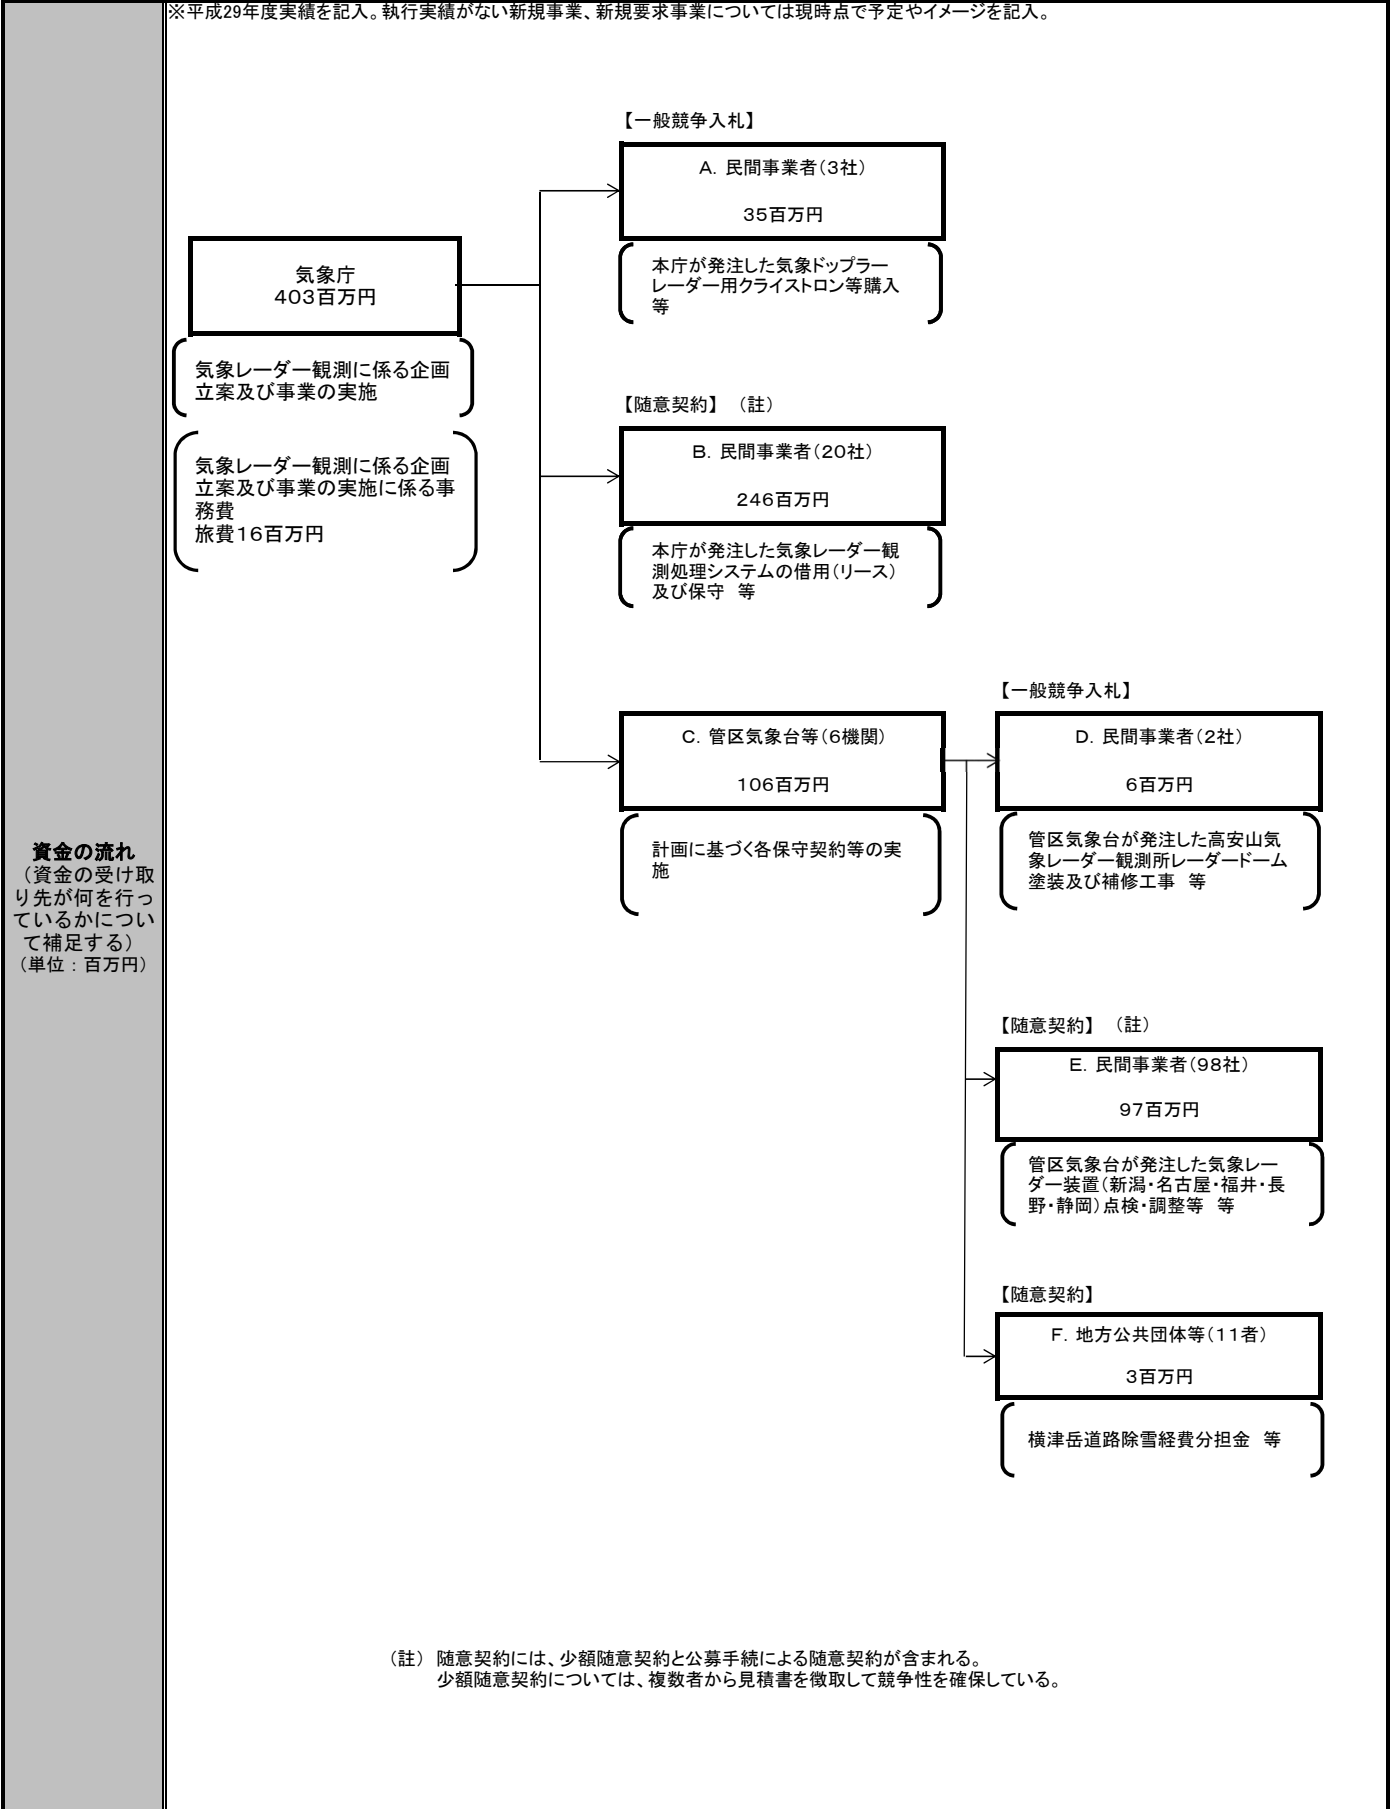 ※平成29年度実績を記入。執行実績がない新規事業、新規要求事業については現時点で予定やイメージを記入。
資金の流れ
（資金の受け取
り先が何を行っ
ているかについ
て補足する）
（単位：百万円）
気象庁
403百万円
気象レーダー観測に係る企画
立案及び事業の実施
気象レーダー観測に係る企画
立案及び事業の実施に係る事
務費
旅費16百万円
【一般競争入札】
A. 民間事業者（3社）
35百万円
本庁が発注した気象ドップラー
レーダー用クライストロン等購入
等
【随意契約】（註）
B. 民間事業者（20社）
246百万円
本庁が発注した気象レーダー観
測処理システムの借用（リース）
及び保守　等
C. 管区気象台等（6機関）
106百万円
計画に基づく各保守契約等の実
施
【一般競争入札】
D. 民間事業者（2社）
6百万円
管区気象台が発注した高安山気
象レーダー観測所レーダードーム
塗装及び補修工事　等
【随意契約】（註）
E. 民間事業者（98社）
97百万円
管区気象台が発注した気象レー
ダー装置（新潟・名古屋・福井・長
野・静岡）点検・調整等　等
【随意契約】
F. 地方公共団体等（11者）
3百万円
横津岳道路除雪経費分担金　等
（註）　随意契約には、少額随意契約と公募手続による随意契約が含まれる。
少額随意契約については、複数者から見積書を徴取して競争性を確保している。